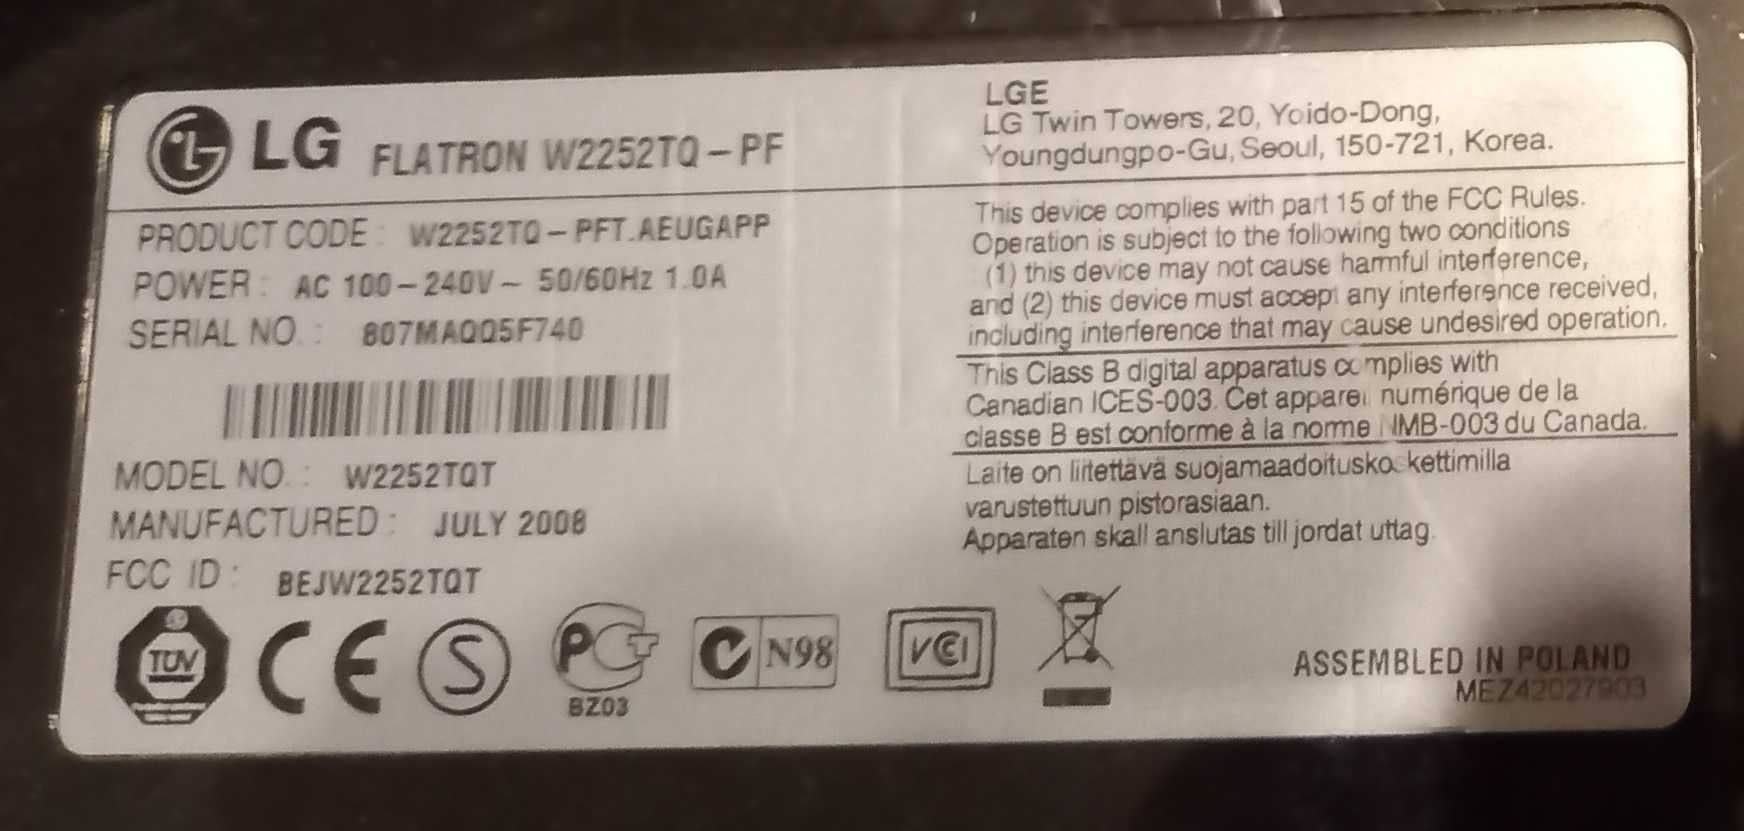 LG FLATRON W2252TQ-PF
PRODUCT CODE : W2252TQ-PFT.AEUGAPP
POWER : AC 100-240V~ 50/60Hz 1.0A
SERIAL NO. : 807MAQQ5F740
MODEL NO. : W2252TQT
MANUFACTURED : JULY 2008
FCC ID : BEJW2252TQT
LGE
LG Twin Towers, 20, Yoido-Dong,
Youngdungpo-Gu, Seoul, 150-721, Korea.
This device complies with part 15 of the FCC Rules.
Operation is subject to the following two conditions
(1) this device may not cause harmful interference,
and (2) this device must accept any interference received,
including interference that may cause undesired operation.
This Class B digital apparatus complies with
Canadian ICES-003. Cet appareil numérique de la
classe B est conforme à la norme NMB-003 du Canada.
Laite on liitettävä suojamaadoituskoskettimilla
varustettuun pistorasiaan.
Apparaten skall anslutas till jordat uttag.
TÜV CE S PCT N98 VCI
BZ03
ASSEMBLED IN POLAND
MEZ42027903